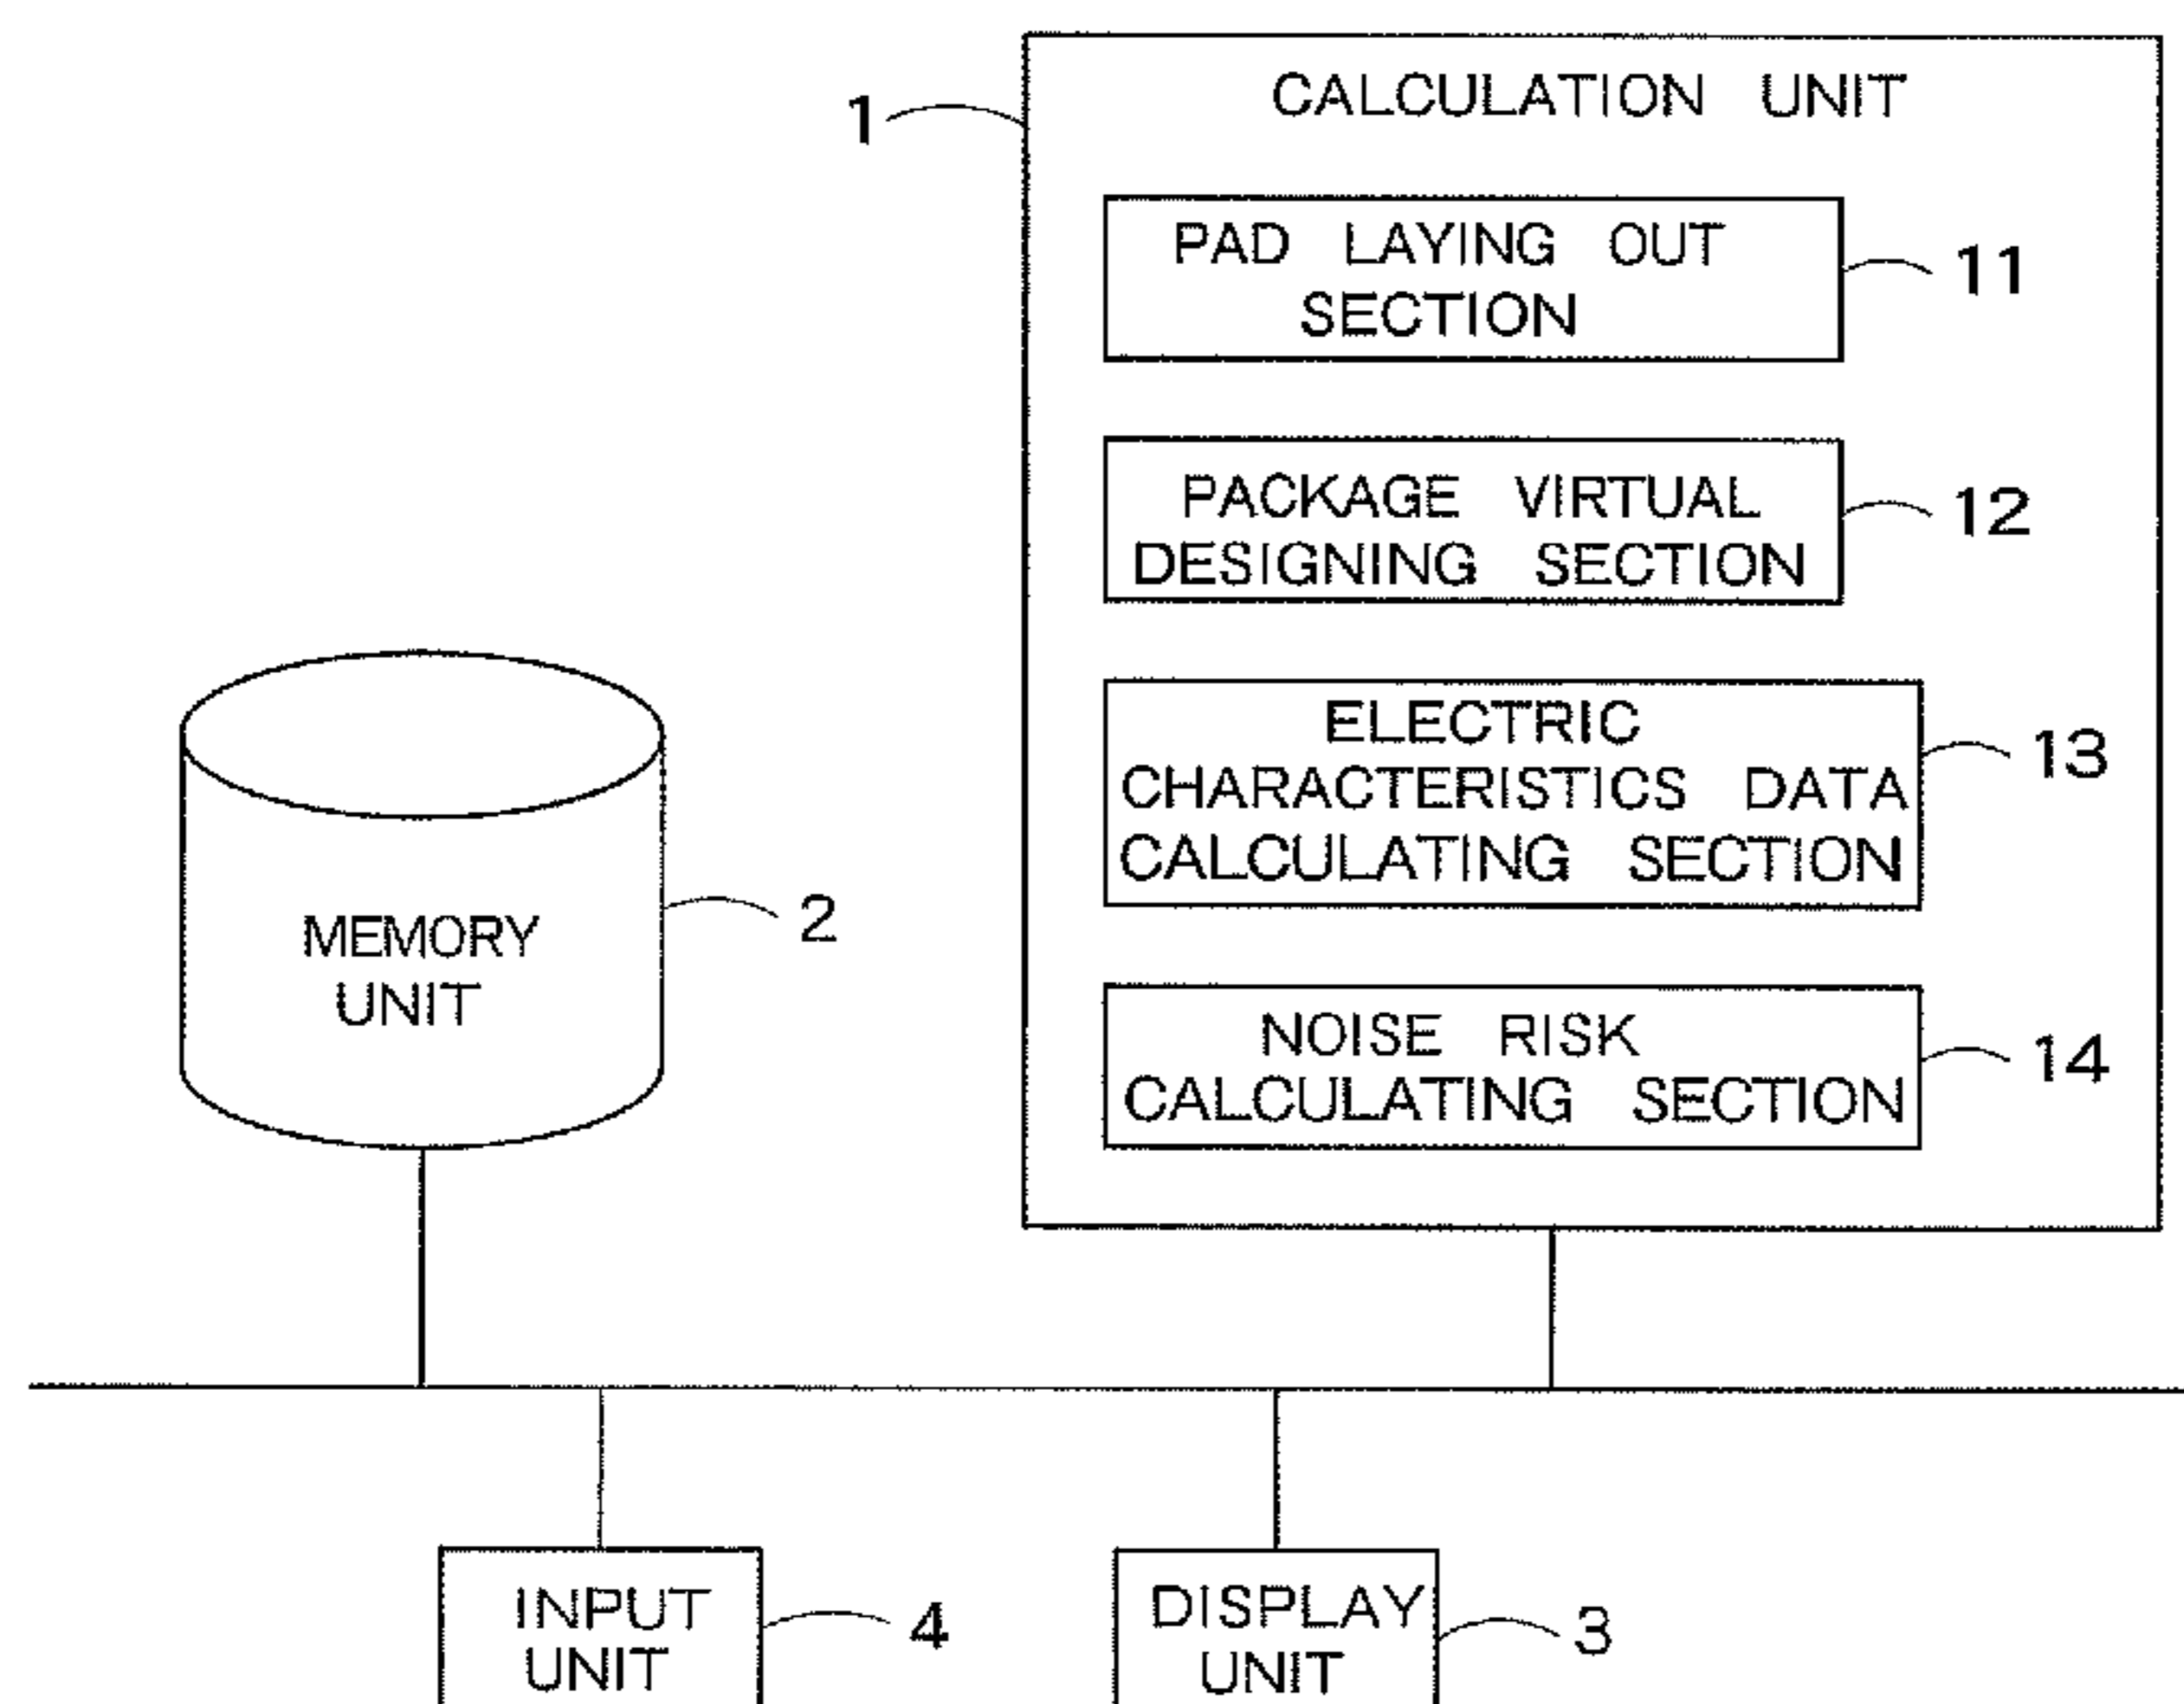 CALCULATION UNIT
1
PAD LAYING OUT
SECTION
11
PACKAGE VIRTUAL
DESIGNING SECTION
12
ELECTRIC
CHARACTERISTICS DATA
CALCULATING SECTION
13
NOISE RISK
CALCULATING SECTION
14
MEMORY
UNIT
2
INPUT
UNIT
4
DISPLAY
UNIT
3